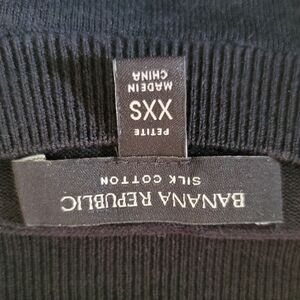 BANANA REPUBLIC
SILK COTTON
PETITE
XXS
MADE IN
CHINA